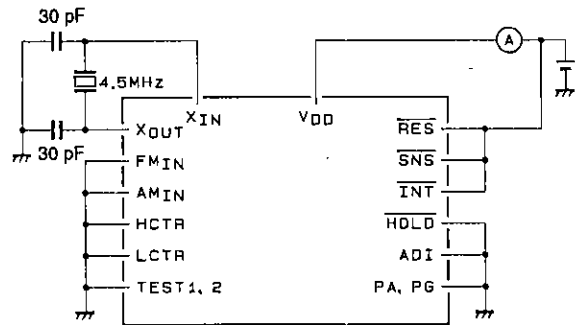 30 pF
A
4.5MHz
30 pF
XIN
VDD
XOUT
RES
FMIN
SNS
AMIN
INT
HCTR
HOLD
LCTR
ADI
TEST1, 2
PA, PG